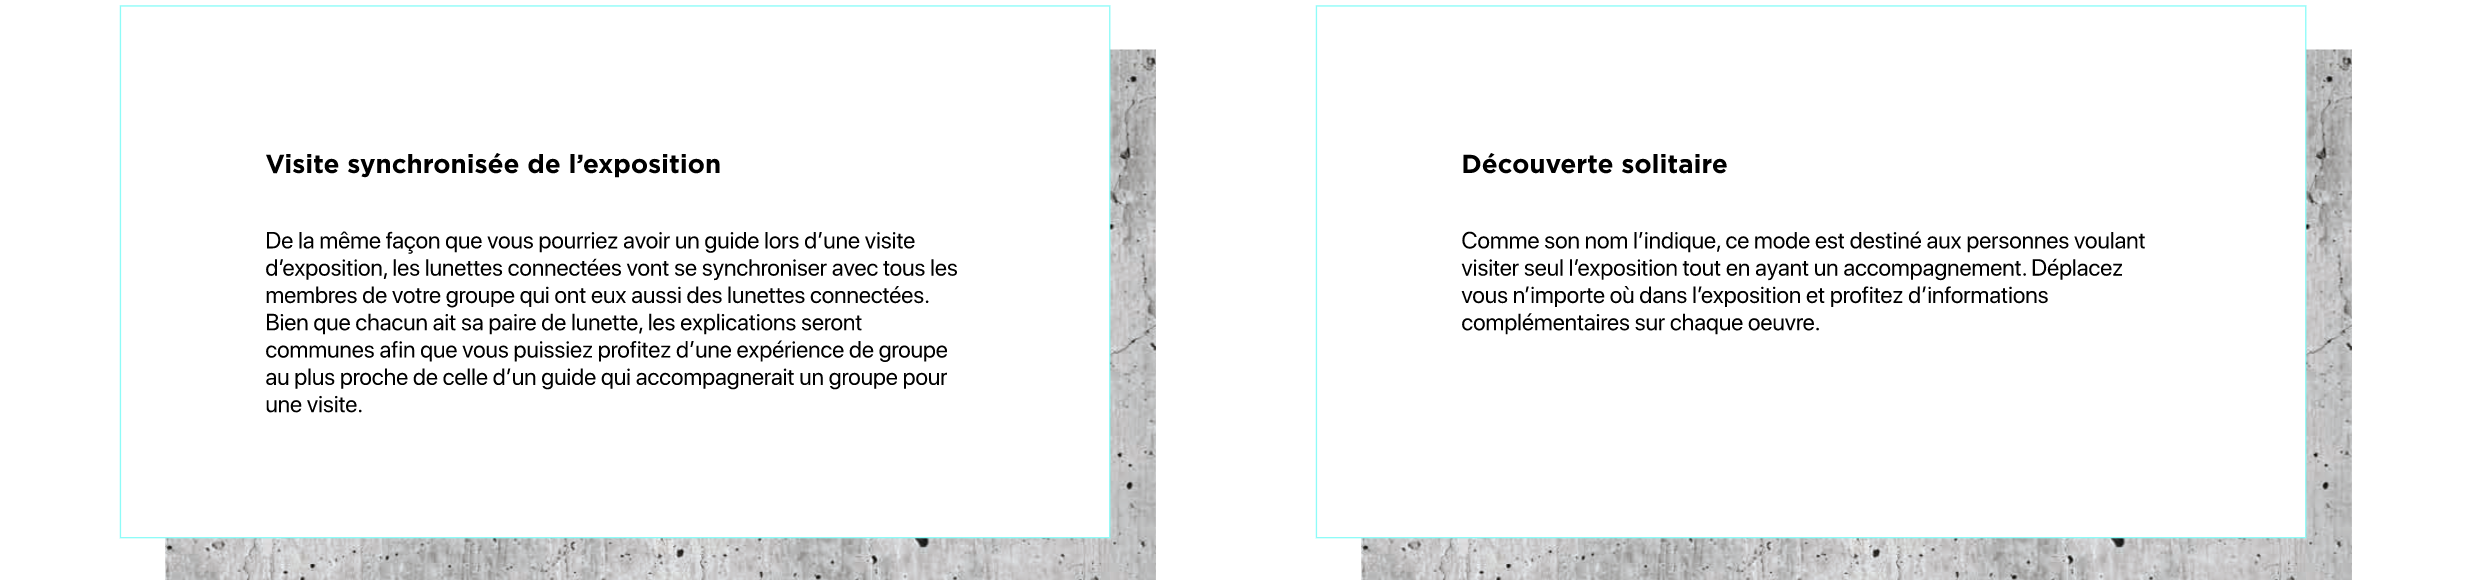 Visite synchronisée de l’exposition
De la même façon que vous pourriez avoir un guide lors d’une visite
d’exposition, les lunettes connectées vont se synchroniser avec tous les
membres de votre groupe qui ont eux aussi des lunettes connectées.
Bien que chacun ait sa paire de lunette, les explications seront
communes afin que vous puissiez profitez d’une expérience de groupe
au plus proche de celle d’un guide qui accompagnerait un groupe pour
une visite.
Découverte solitaire
Comme son nom l’indique, ce mode est destiné aux personnes voulant
visiter seul l’exposition tout en ayant un accompagnement. Déplacez
vous n’importe où dans l’exposition et profitez d’informations
complémentaires sur chaque oeuvre.